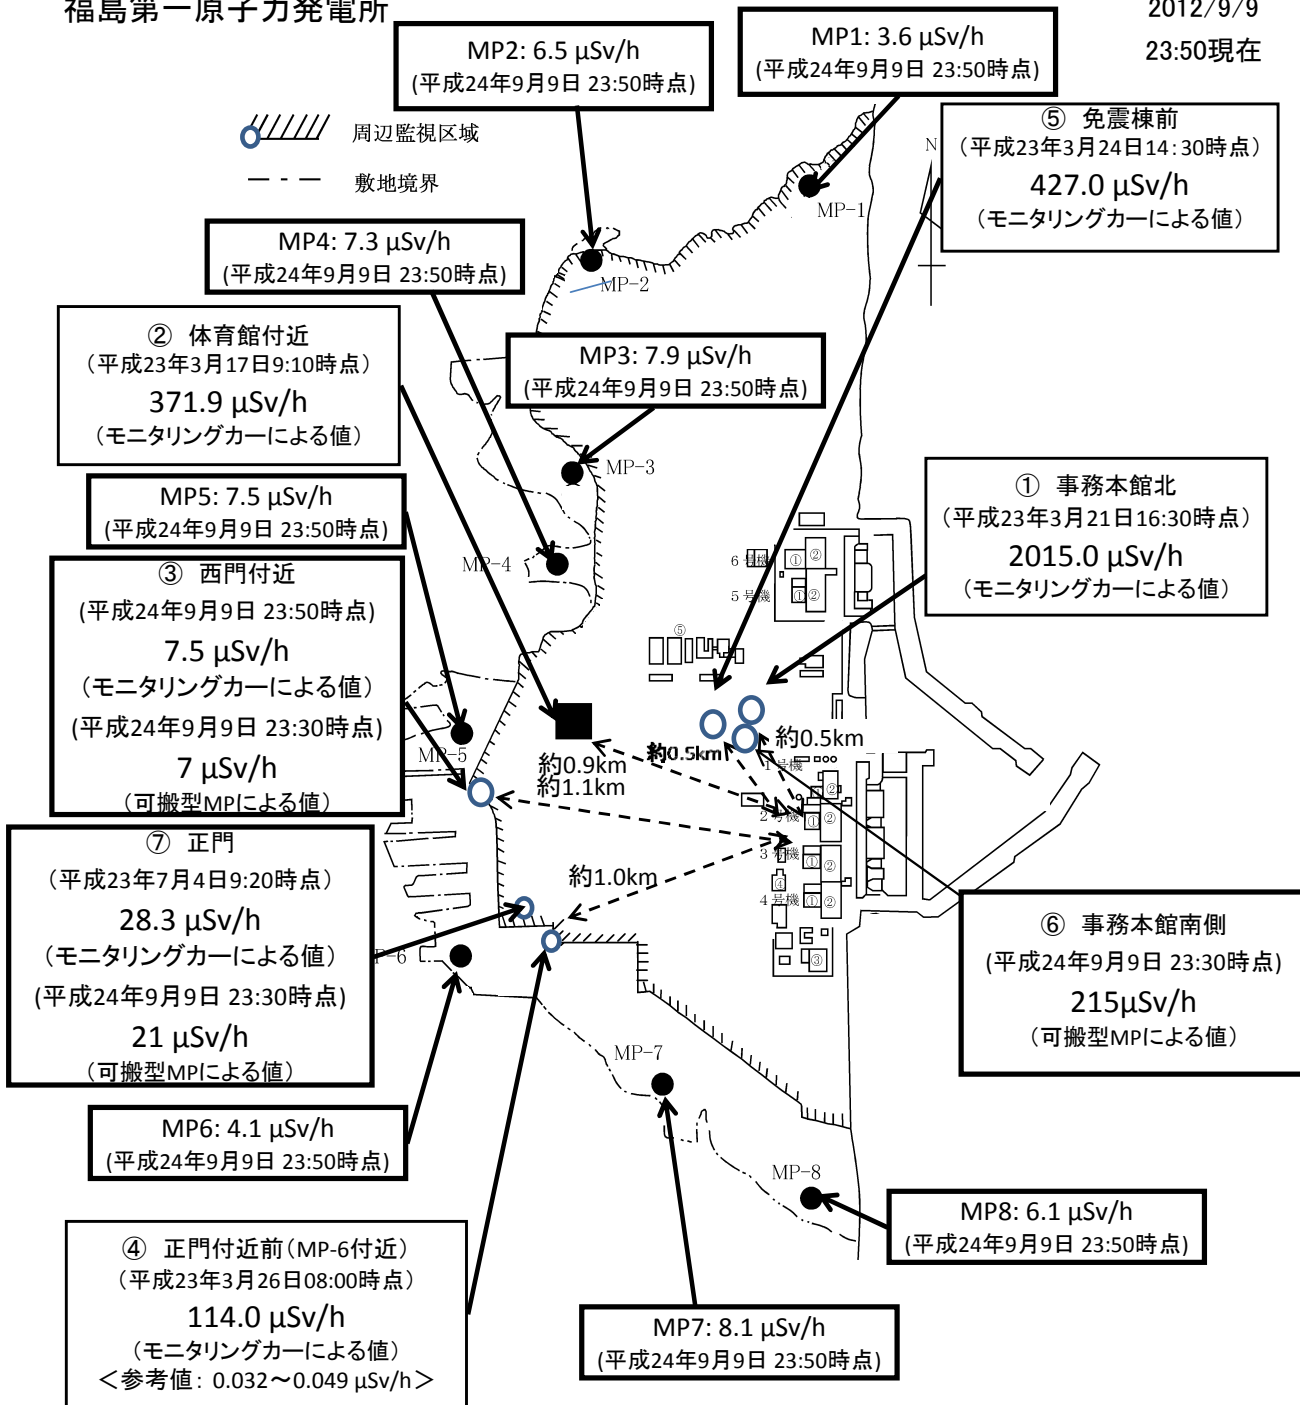 福島第一原子力発電所
2012/9/9
23:50現在
MP2: 6.5 μSv/h
(平成24年9月9日 23:50時点)
MP1: 3.6 μSv/h
(平成24年9月9日 23:50時点)
周辺監視区域
敷地境界
⑤ 免震棟前
(平成23年3月24日14:30時点)
427.0 μSv/h
(モニタリングカーによる値)
N
MP-1
MP4: 7.3 μSv/h
(平成24年9月9日 23:50時点)
MP-2
② 体育館付近
(平成23年3月17日9:10時点)
371.9 μSv/h
(モニタリングカーによる値)
MP3: 7.9 μSv/h
(平成24年9月9日 23:50時点)
MP-3
MP5: 7.5 μSv/h
(平成24年9月9日 23:50時点)
① 事務本館北
(平成23年3月21日16:30時点)
2015.0 μSv/h
(モニタリングカーによる値)
MP-4
6号機
① ②
5号機
① ②
③ 西門付近
(平成24年9月9日 23:50時点)
7.5 μSv/h
(モニタリングカーによる値)
(平成24年9月9日 23:30時点)
7 μSv/h
(可搬型MPによる値)
⑤
MP-5
約0.9km
約1.1km
約0.5km
約0.5km
1号機
②
2号機
① ②
3号機
① ②
④
4号機
① ②
③
約1.0km
⑦ 正門
(平成23年7月4日9:20時点)
28.3 μSv/h
(モニタリングカーによる値)
(平成24年9月9日 23:30時点)
21 μSv/h
(可搬型MPによる値)
P-6
⑥ 事務本館南側
(平成24年9月9日 23:30時点)
215μSv/h
(可搬型MPによる値)
MP-7
MP6: 4.1 μSv/h
(平成24年9月9日 23:50時点)
MP-8
MP8: 6.1 μSv/h
(平成24年9月9日 23:50時点)
④ 正門付近前(MP-6付近)
(平成23年3月26日08:00時点)
114.0 μSv/h
(モニタリングカーによる値)
<参考値: 0.032～0.049 μSv/h>
MP7: 8.1 μSv/h
(平成24年9月9日 23:50時点)